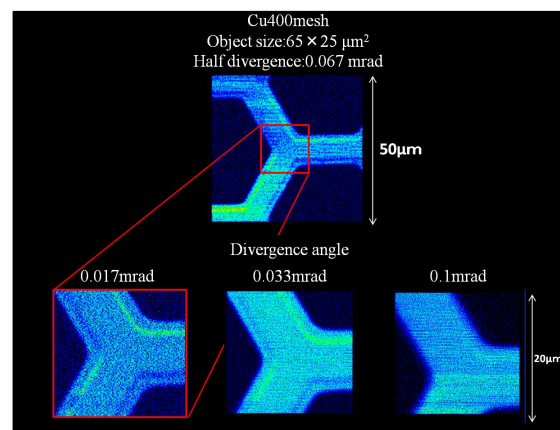 Cu400mesh
Object size:65×25 μm²
Half divergence:0.067 mrad
50μm
Divergence angle
0.017mrad
0.033mrad
0.1mrad
20μm